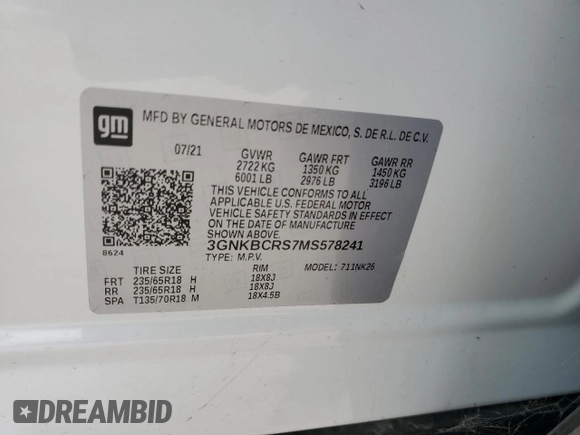 gm
MFD BY GENERAL MOTORS DE MEXICO, S. DE R.L. DE C.V.
07/21 GVWR GAWR FRT GAWR RR
2722 KG 1350 KG 1450 KG
6001 LB 2976 LB 3196 LB
THIS VEHICLE CONFORMS TO ALL
APPLICABLE U.S. FEDERAL MOTOR
VEHICLE SAFETY STANDARDS IN EFFECT
ON THE DATE OF MANUFACTURE SHOWN
ABOVE.
3GNKBCRS7MS578241
8624
TYPE: M.P.V. MODEL: 711NK26
TIRE SIZE RIM
FRT 235/65R18 H 18X8J
RR 235/65R18 H 18X8J
SPA T135/70R18 M 18X4.5B
DREAMBID